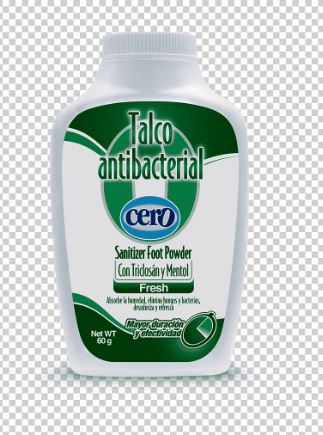 Talco
antibacterial
cero
Sanitizer Foot Powder
Con Triclosán y Mentol
Fresh
Absorbe la humedad, elimina hongos y bacterias,
desodoriza y refresca
Mayor duración
y efectividad
Net WT
60 g